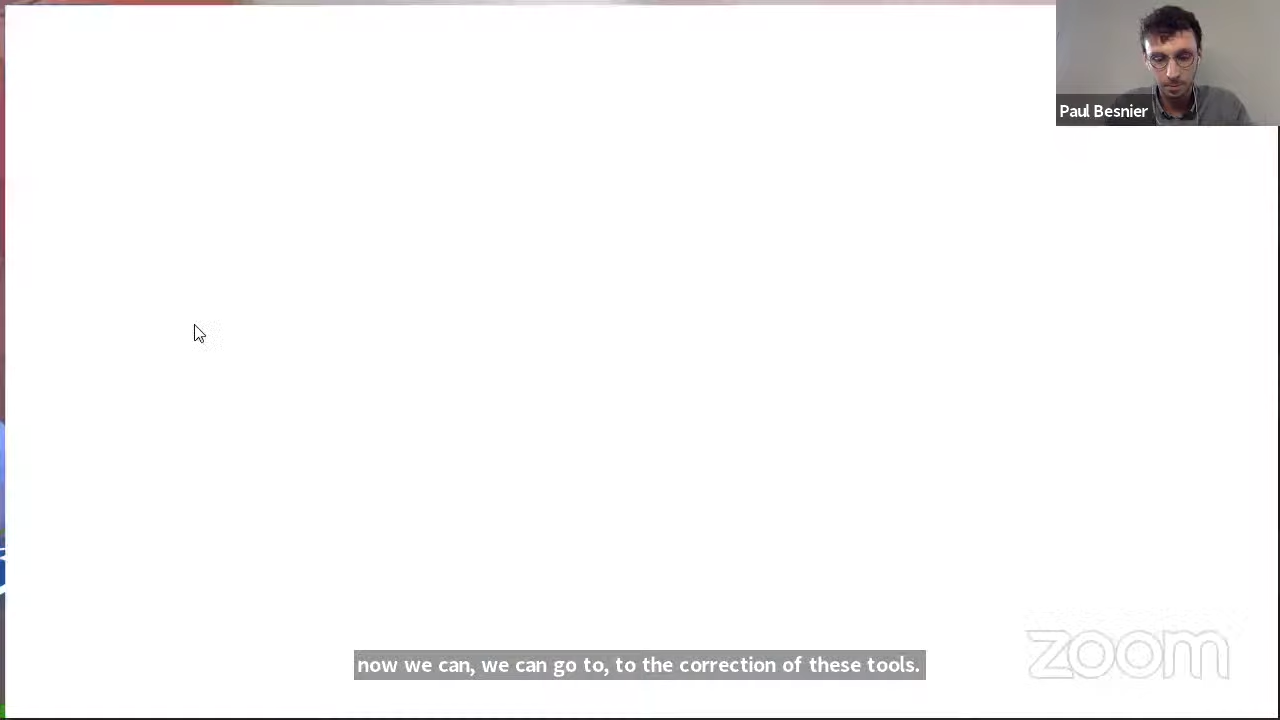 Paul Besnier
zoom
now we can, we can go to, to the correction of these tools.